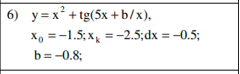 6) y = x² + tg(5x + b/x),
x₀ = –1.5; xₖ = –2.5; dx = –0.5;
b = –0.8;